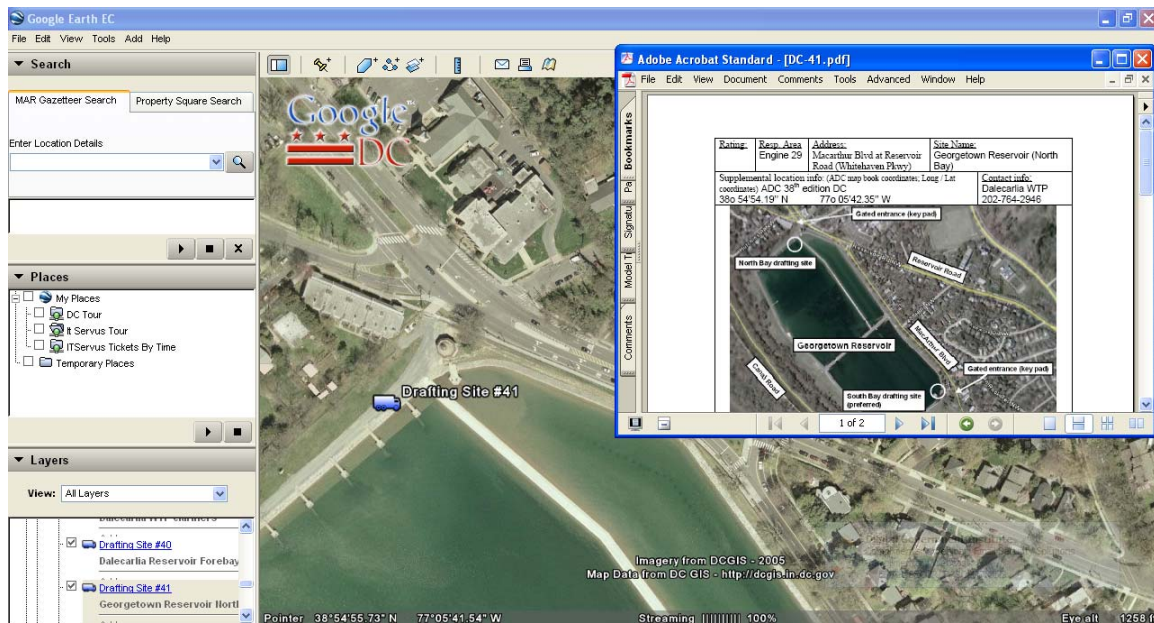 Google Earth EC
File Edit View Tools Add Help
▼ Search
MAR Gazetteer Search Property Square Search
Enter Location Details
▼ Places
My Places
DC Tour
It Servus Tour
ITServus Tickets By Time
Temporary Places
▼ Layers
View: All Layers
Drafting Site #40
Dalecarlia Reservoir Forebay
Drafting Site #41
Georgetown Reservoir
Google
DC
Drafting Site #41
Imagery from DCGIS - 2005
Map Data from DC GIS - http://dcgis.in.dc.gov
Pointer 38°54'55.73" N 77°05'41.54" W Streaming 100% Eye alt 1258 f
Adobe Acrobat Standard - [DC-41.pdf]
File Edit View Document Comments Tools Advanced Window Help
Bookmarks
Pa
Signatu
Model T
Comments
Rating: Resp. Area Address: Site Name:
Engine 29 Macarthur Blvd at Reservoir Georgetown Reservoir (North
Road (Whitehaven Pkwy) Bay)
Supplemental location info: (ADC map book coordinates; Long / Lat Contact info:
coordinates) ADC 38th edition DC Dalecarlia WTP
38o 54'54.19" N 77o 05'42.35" W 202-764-2946
Gated entrance (key pad)
North Bay drafting site
Reservoir Road
Georgetown Reservoir
MacArthur Blvd
Canal Road
Gated entrance (key pad)
South Bay drafting site
(preferred)
1 of 2